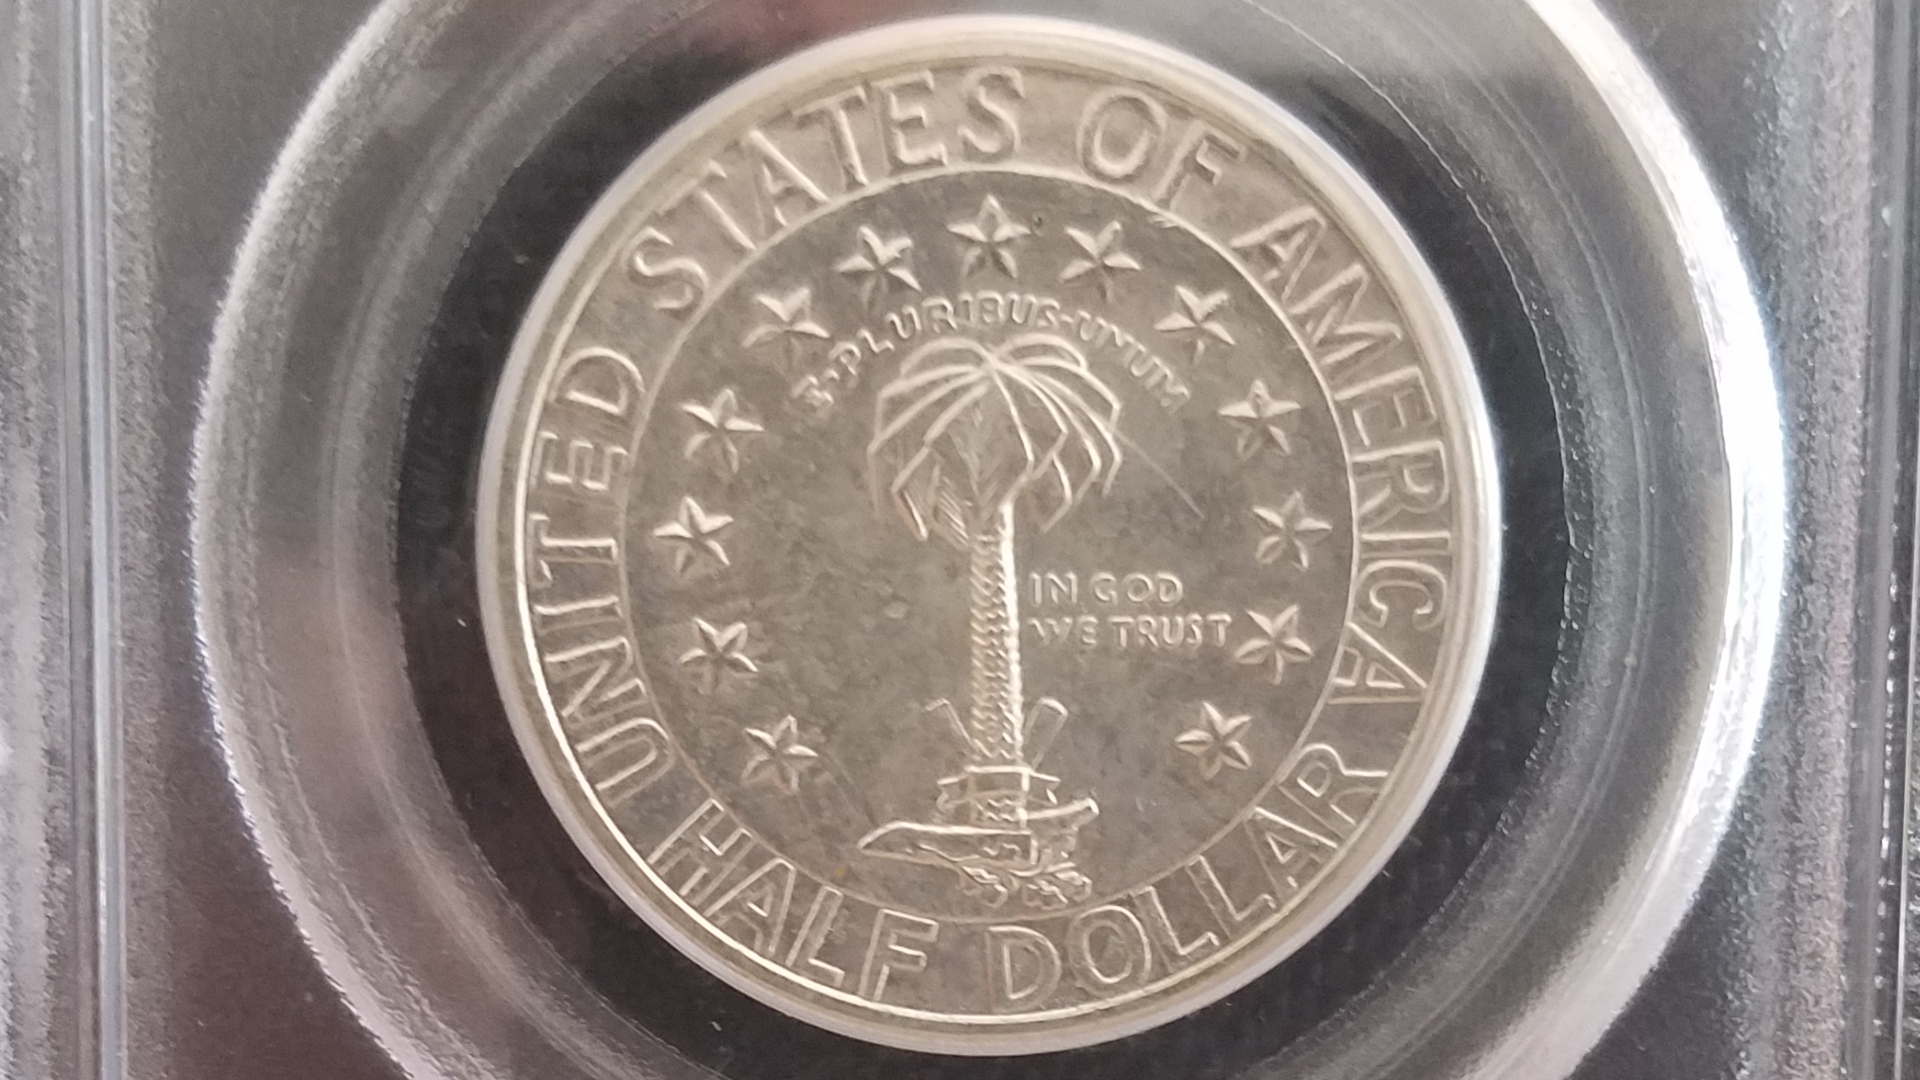 UNITED STATES OF AMERICA
E·PLURIBUS·UNUM
IN GOD
WE TRUST
HALF DOLLAR